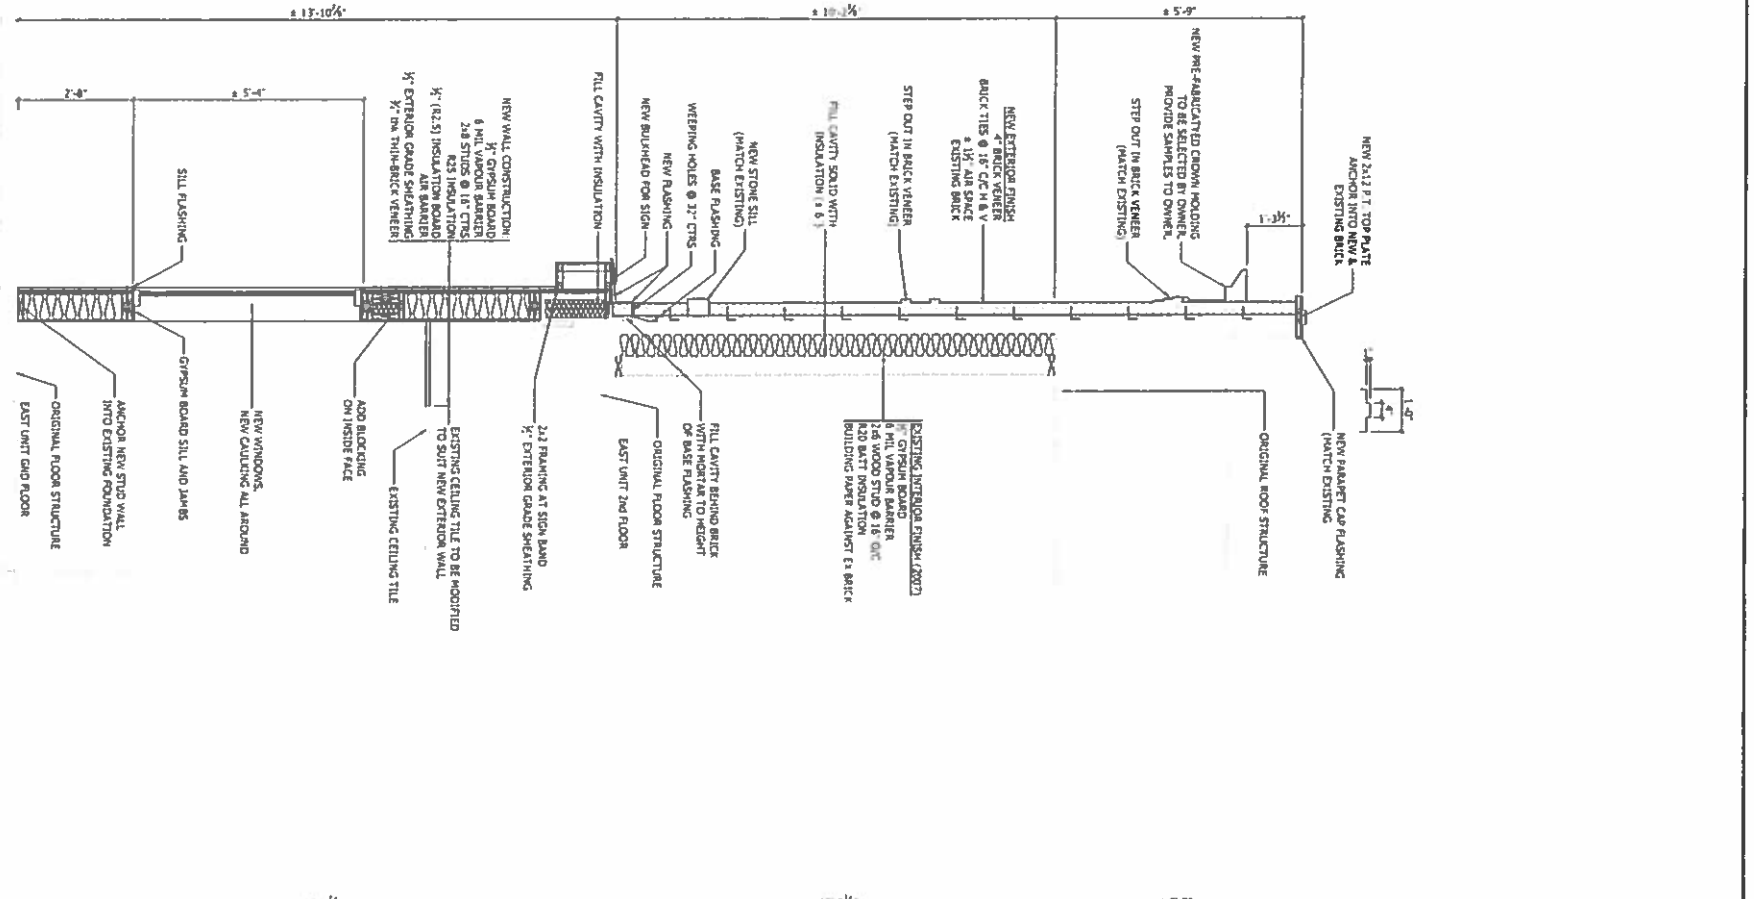 ± 13'-10⅞"
± 5'-9"
2'-8"
± 5'-4"
1'-3½"
NEW 2x12 P.T. TOP PLATE
ANCHOR INTO NEW &
EXISTING BRICK
NEW PRE-FABRICATYED CROWN MOLDING
TO BE SELECTED BY OWNER,
PROVIDE SAMPLES TO OWNER,
STEP OUT IN BRICK VENEER
(MATCH EXISTING)
NEW EXTERIOR FINISH
4" BRICK VENEER
BRICK TIES @ 16" C/C H & V
± 1½" AIR SPACE
EXISTING BRICK
STEP OUT IN BRICK VENEER
(MATCH EXISTING)
FILL CAVITY SOLID WITH
INSULATION (± 6")
NEW STONE SILL
(MATCH EXISTING)
BASE FLASHING
WEEPING HOLES @ 32" CTRS
NEW FLASHING
NEW BULKHEAD FOR SIGN
FILL CAVITY WITH INSULATION
NEW WALL CONSTRUCTION:
½" GYPSUM BOARD
6 MIL VAPOUR BARRIER
2x8 STUDS @ 16" CTRS
R25 INSULATION
½" (R2.5) INSULATION BOARD
AIR BARRIER
½" EXTERIOR GRADE SHEATHING
THIN-BRICK VENEER
SILL FLASHING
1'-0"
4"
NEW PARAPET CAP FLASHING
(MATCH EXISTING
ORIGINAL ROOF STRUCTURE
EXISTING INTERIOR FINISH (2007)
½" GYPSUM BOARD
6 MIL VAPOUR BARRIER
2x6 WOOD STUD @ 16" O/C
R20 BATT INSULATION
BUILDING PAPER AGAINST EX BRICK
FILL CAVITY BEHIND BRICK
WITH MORTAR TO HEIGHT
OF BASE FLASHING
ORIGINAL FLOOR STRUCTURE
EAST UNIT 2nd FLOOR
2x2 FRAMING AT SIGN BAND
½" EXTERIOR GRADE SHEATHING
EXISTING CEILING TILE TO BE MODIFIED
TO SUIT NEW EXTERIOR WALL
EXISTING CEILING TILE
ADD BLOCKING
ON INSIDE FACE
NEW WINDOWS.
NEW CAULKING ALL AROUND
GYPSUM BOARD SILL AND JAMBS
ANCHOR NEW STUD WALL
INTO EXISTING FOUNDATION
ORIGINAL FLOOR STRUCTURE
EAST UNIT GND FLOOR